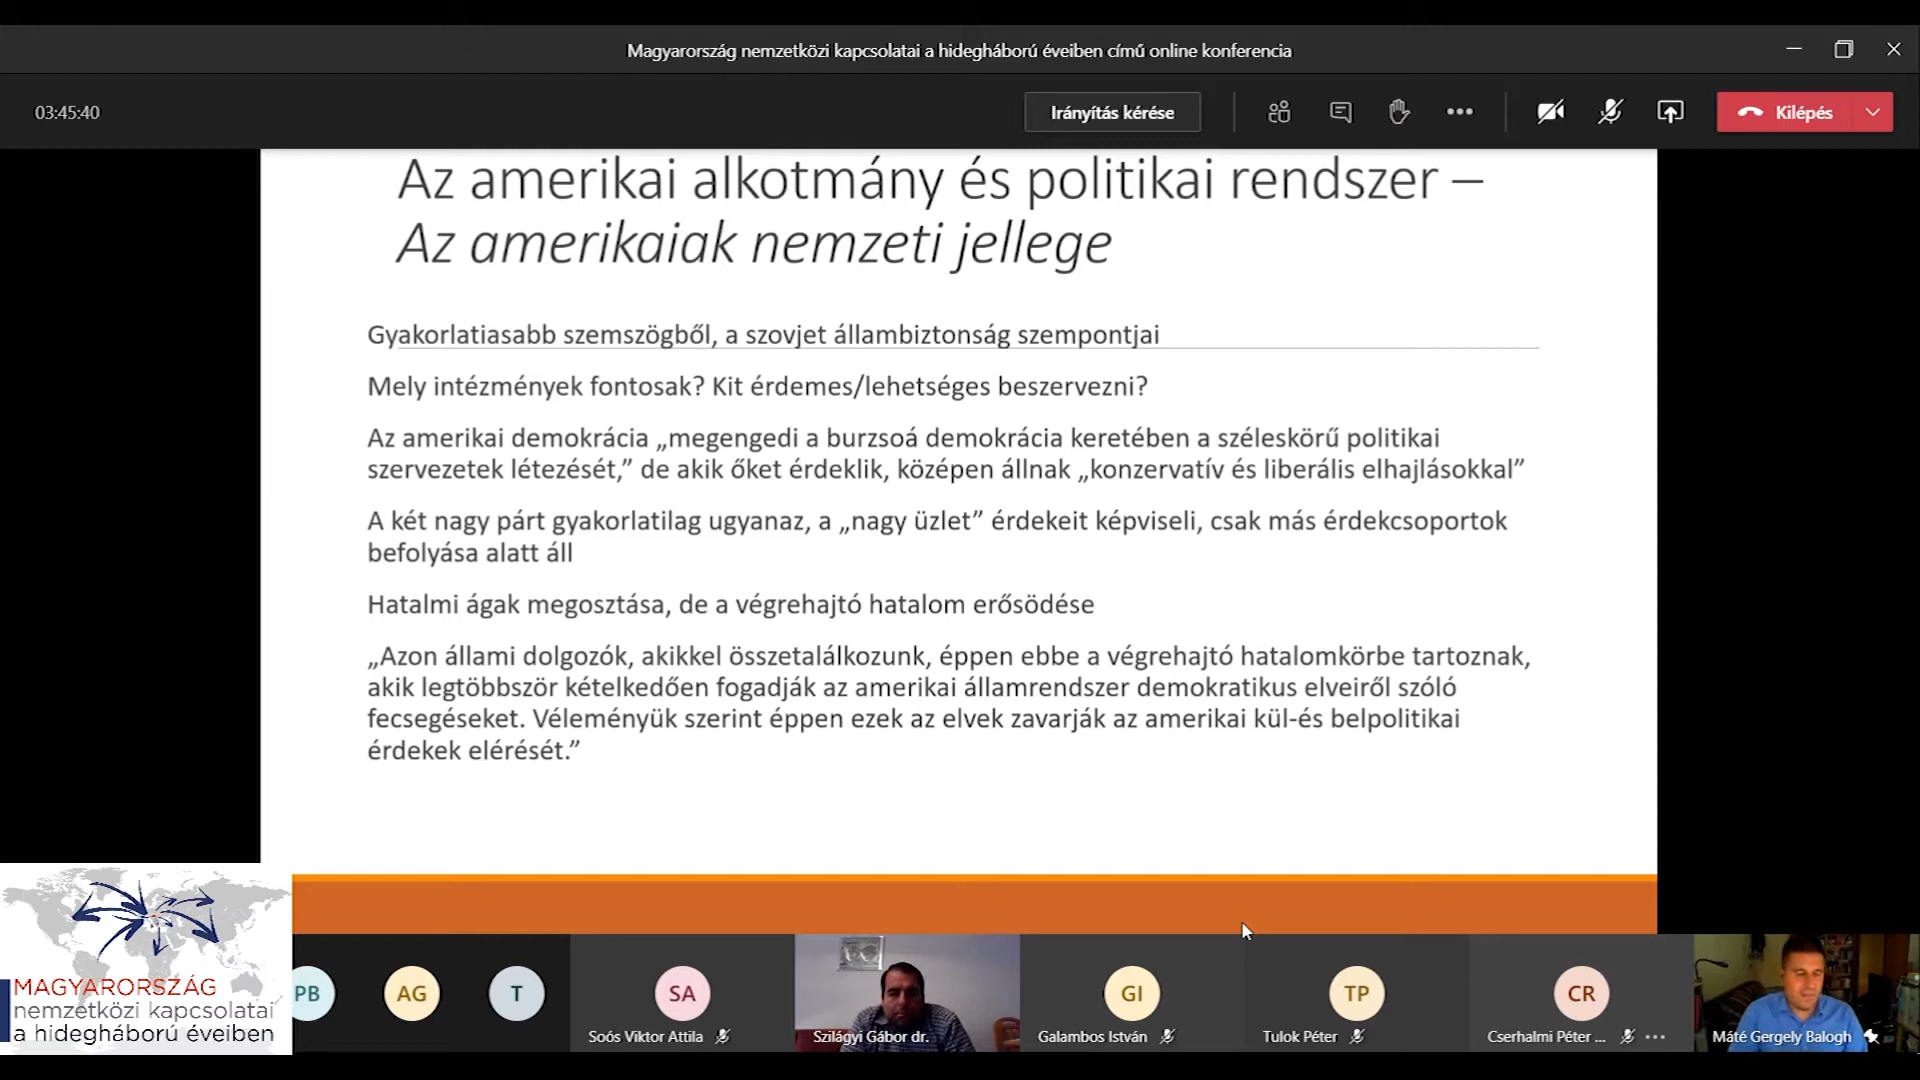 Magyarország nemzetközi kapcsolatai a hidegháború éveiben című online konferencia
03:45:40
Irányítás kérése
Kilépés
Az amerikai alkotmány és politikai rendszer –
Az amerikaiak nemzeti jellege
Gyakorlatiasabb szemszögből, a szovjet állambiztonság szempontjai
Mely intézmények fontosak? Kit érdemes/lehetséges beszervezni?
Az amerikai demokrácia „megengedi a burzsoá demokrácia keretében a széleskörű politikai
szervezetek létezését,” de akik őket érdeklik, középen állnak „konzervatív és liberális elhajlásokkal”
A két nagy párt gyakorlatilag ugyanaz, a „nagy üzlet” érdekeit képviseli, csak más érdekcsoportok
befolyása alatt áll
Hatalmi ágak megosztása, de a végrehajtó hatalom erősödése
„Azon állami dolgozók, akikkel összetalálkozunk, éppen ebbe a végrehajtó hatalomkörbe tartoznak,
akik legtöbbször kételkedően fogadják az amerikai államrendszer demokratikus elveiről szóló
fecsegéseket. Véleményük szerint éppen ezek az elvek zavarják az amerikai kül-és belpolitikai
érdekek elérését.”
MAGYARORSZÁG
nemzetközi kapcsolatai
a hidegháború éveiben
PB
AG
T
SA
GI
TP
CR
Soós Viktor Attila
Szilágyi Gábor dr.
Galambos István
Tulok Péter
Cserhalmi Péter ...
Máté Gergely Balogh